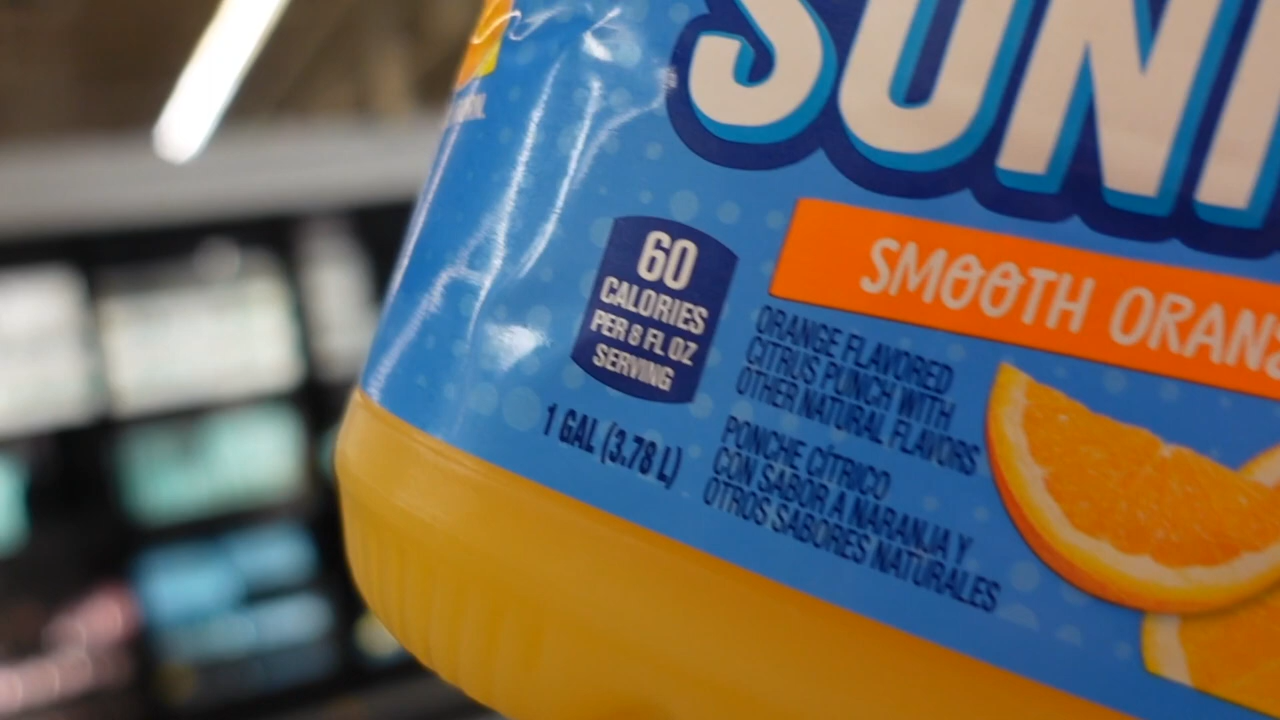 SUN
SMOOTH ORAN
60
CALORIES
PER 8 FL OZ
SERVING
1 GAL (3.78 L)
ORANGE FLAVORED
CITRUS PUNCH WITH
OTHER NATURAL FLAVORS
PONCHE CÍTRICO
CON SABOR A NARANJA Y
OTROS SABORES NATURALES